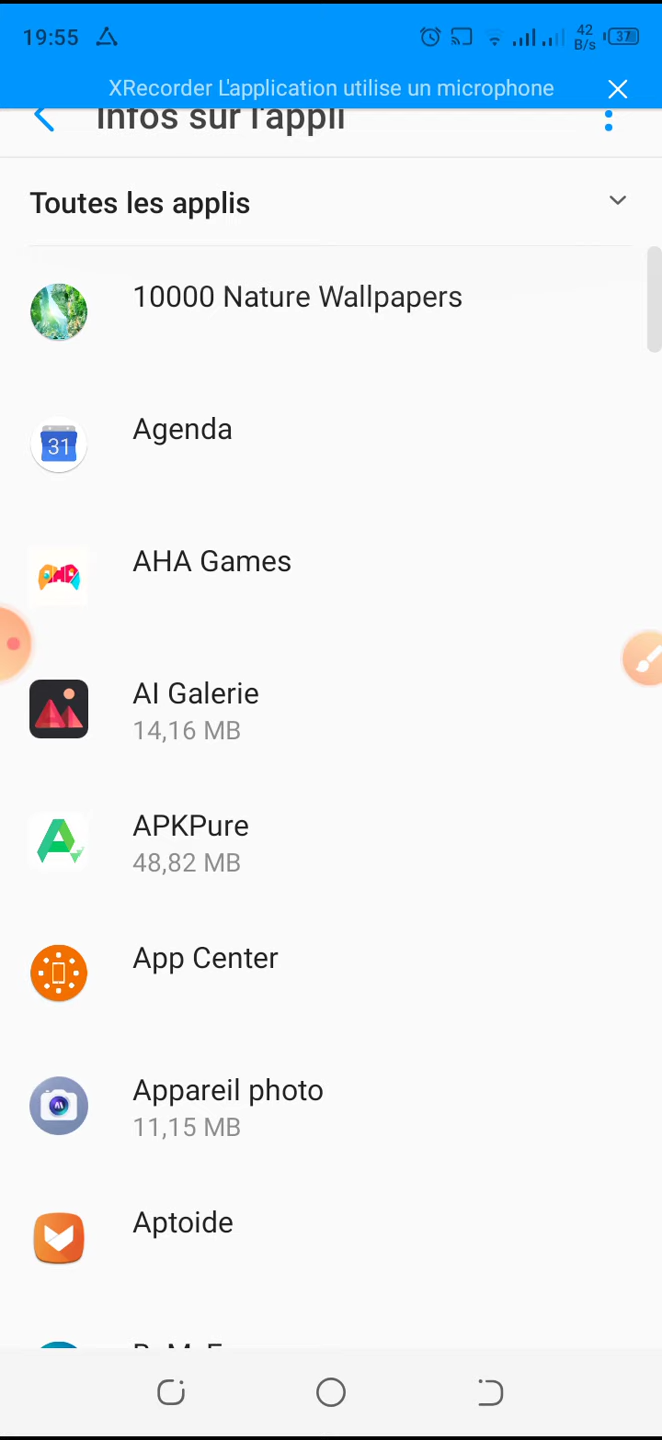 19:55
42
B/s
37
XRecorder L'application utilise un microphone
Infos sur l'appli
Toutes les applis
10000 Nature Wallpapers
31
Agenda
AHA Games
AI Galerie
14,16 MB
APKPure
48,82 MB
App Center
Appareil photo
11,15 MB
Aptoide